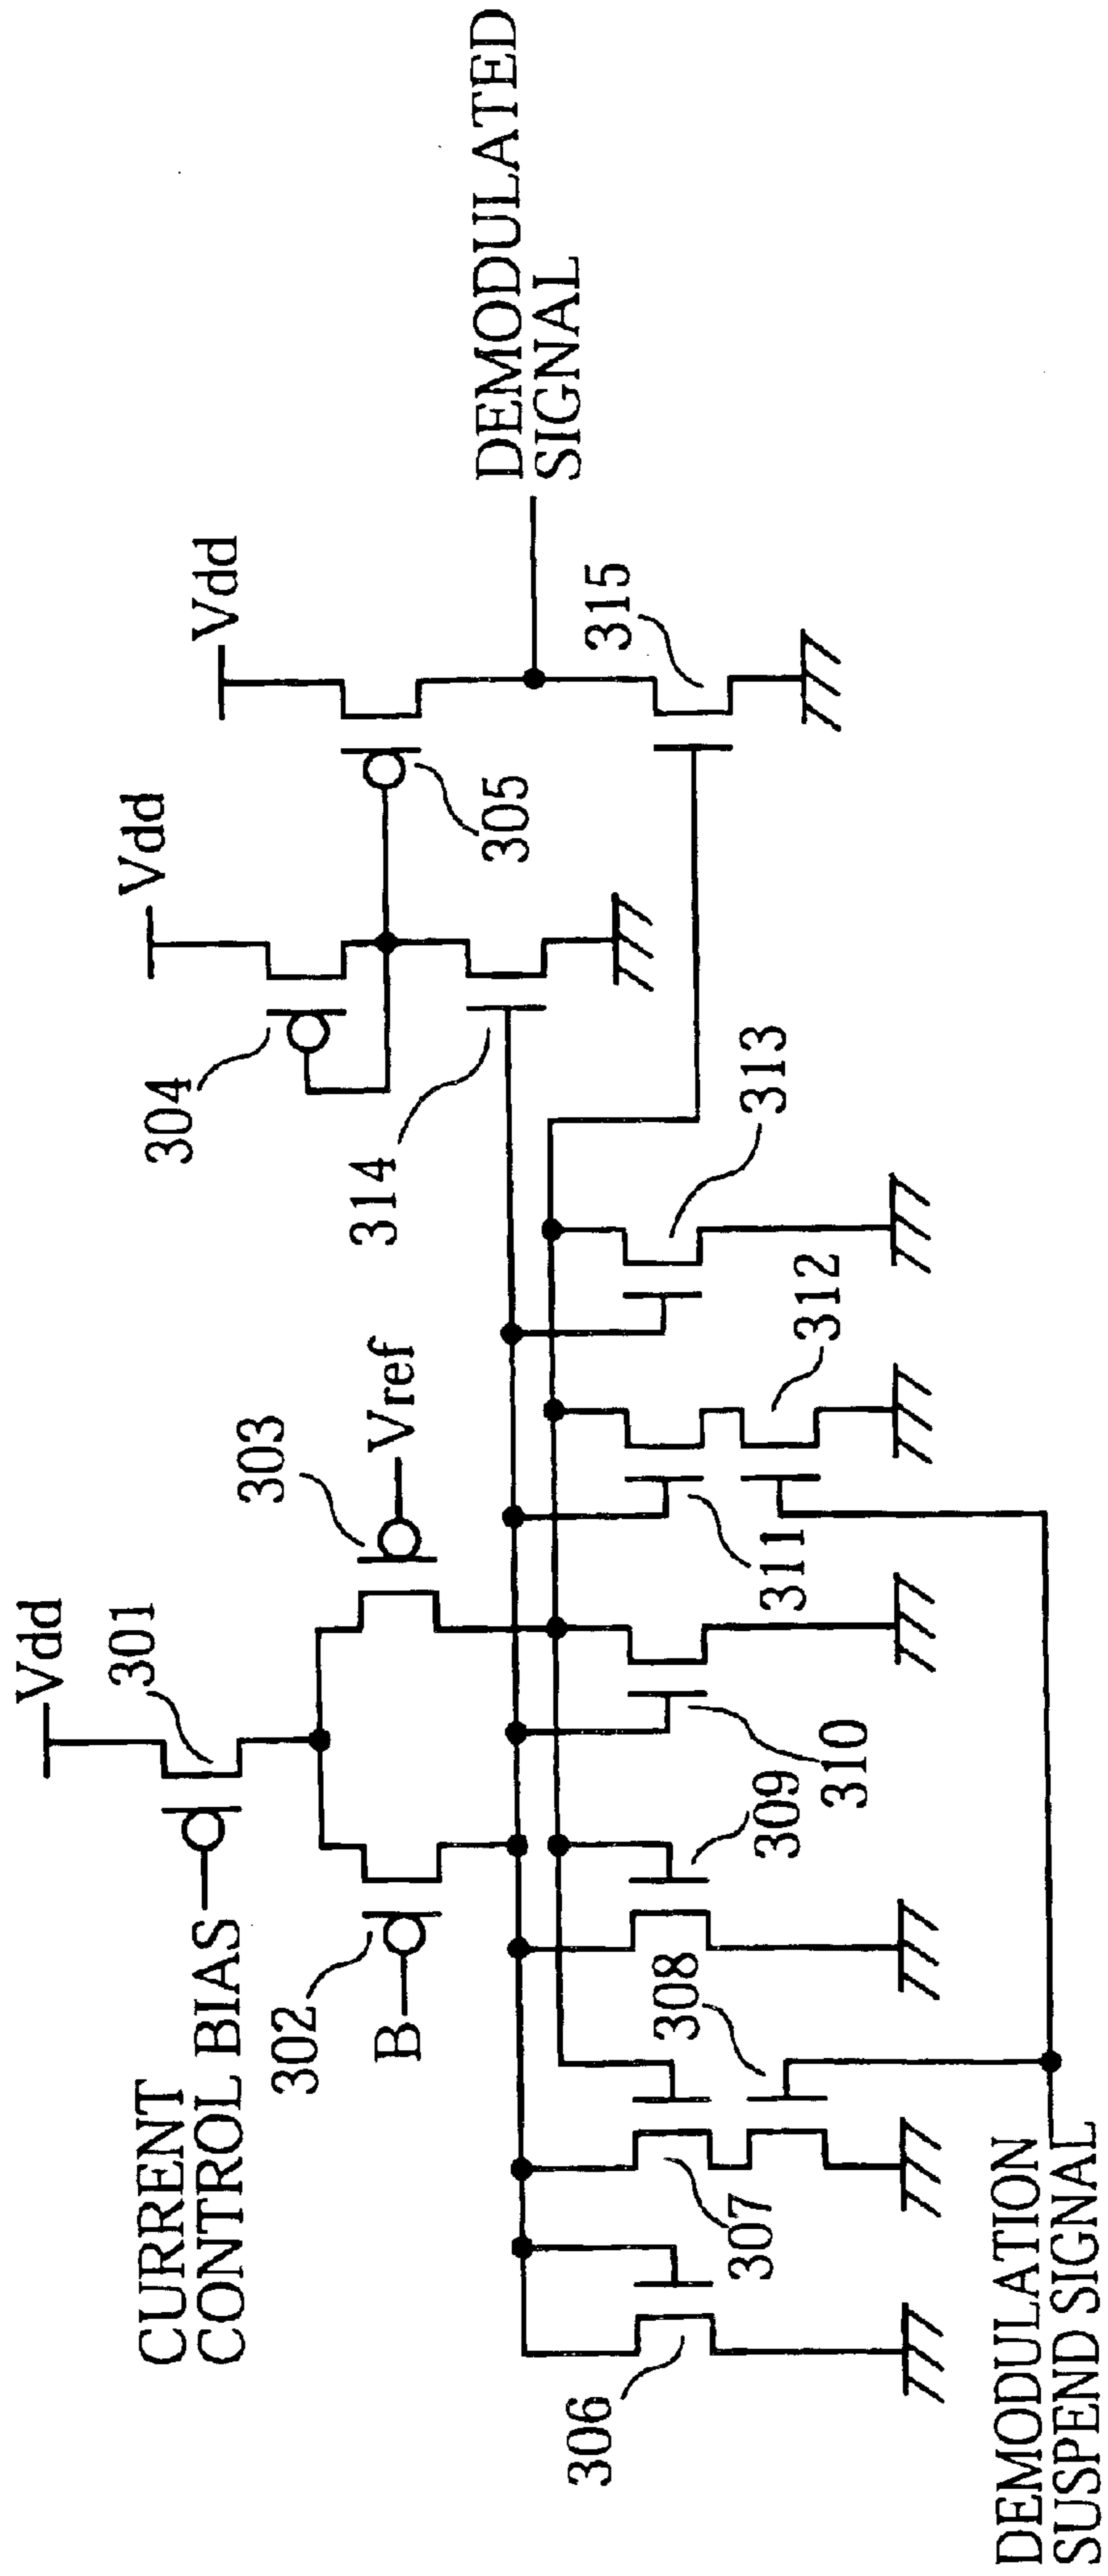 Vdd
301
CURRENT
CONTROL BIAS
302
B
303
Vref
Vdd
304
Vdd
305
314
DEMODULATED
SIGNAL
315
306
307
308
309
310
311
312
313
DEMODULATION
SUSPEND SIGNAL